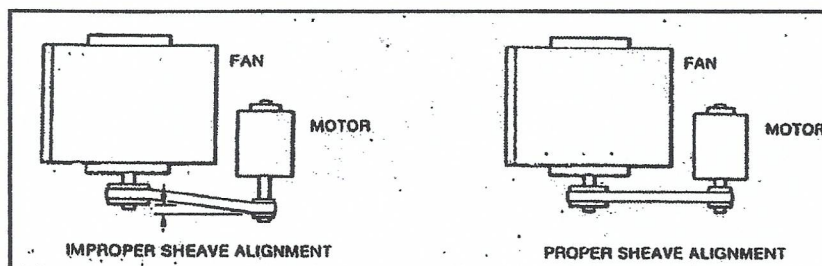 FAN
MOTOR
IMPROPER SHEAVE ALIGNMENT
FAN
MOTOR
PROPER SHEAVE ALIGNMENT